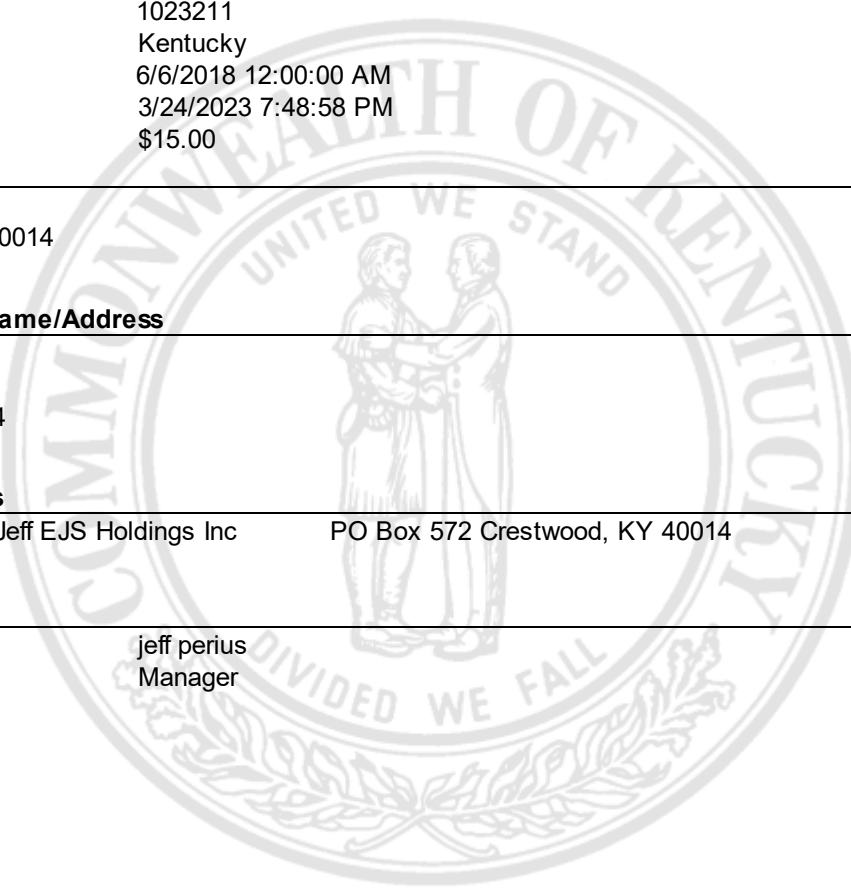 1023211
Kentucky
6/6/2018 12:00:00 AM
3/24/2023 7:48:58 PM
$15.00
0014
ame/Address
4
s
Jeff EJS Holdings Inc PO Box 572 Crestwood, KY 40014
jeff perius
Manager
COMMONWEALTH OF KENTUCKY
UNITED WE STAND
DIVIDED WE FALL